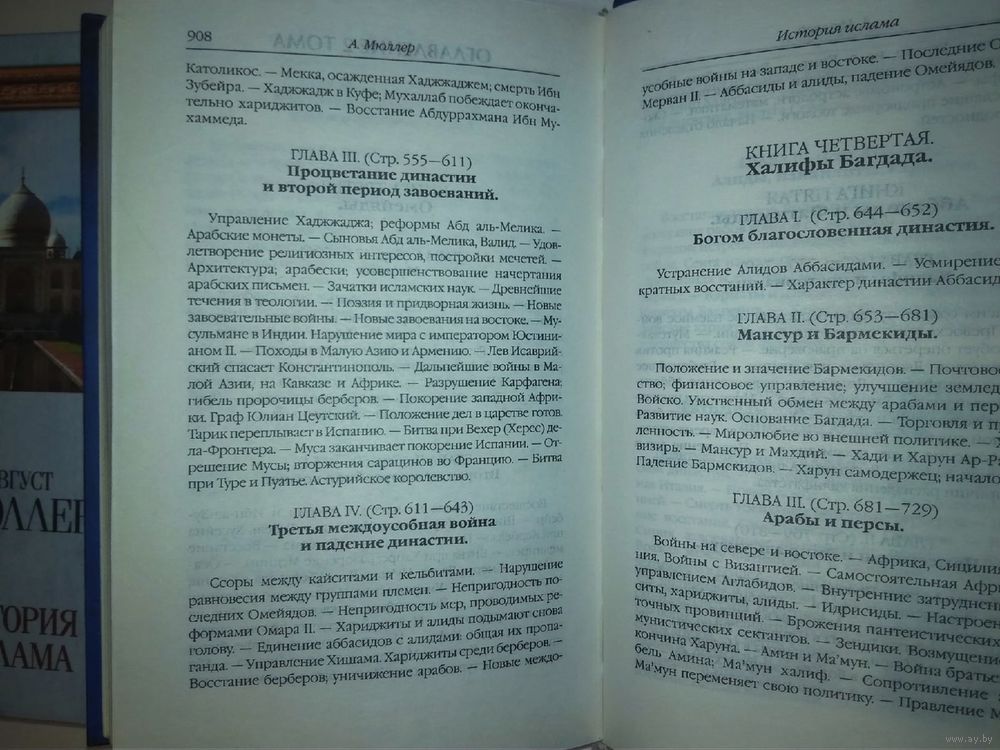 908
А. Мюллер
Католикос. — Мекка, осажденная Хаджжаджем; смерть Ибн
Зубейра. — Хаджжадж в Куфе; Мухаллаб побеждает оконча-
тельно хариджитов. — Восстание Абдуррахмана Ибн Му-
хаммеда.
ГЛАВА III. (Стр. 555—611)
Процветание династии
и второй период завоеваний.
Управление Хаджжаджа; реформы Абд аль-Мелика. —
Арабские монеты. — Сыновья Абд аль-Мелика, Валид. — Удов-
летворение религиозных интересов, постройки мечетей. —
Архитектура; арабески; усовершенствование начертания
арабских письмен. — Зачатки исламских наук. — Древнейшие
течения в теологии. — Поэзия и придворная жизнь. — Новые
завоевательные войны. — Новые завоевания на востоке. — Му-
сульмане в Индии. Нарушение мира с императором Юстини-
аном II. — Походы в Малую Азию и Армению. — Лев Исаврий-
ский спасает Константинополь. — Дальнейшие войны в Ма-
лой Азии, на Кавказе и Африке. — Разрушение Карфагена;
гибель пророчицы берберов. — Покорение западной Афри-
ки. Граф Юлиан Цеутский. — Положение дел в царстве готов.
Тарик переплывает в Испанию. — Битва при Вехер (Херес) де-
ла-Фронтера. — Муса заканчивает покорение Испании. — От-
решение Мусы; вторжения сарацинов во Францию. — Битва
при Туре и Пуатье. Астурийское королевство.
ГЛАВА IV. (Стр. 611—643)
Третья междоусобная война
и падение династии.
Ссоры между кайситами и кельбитами. — Нарушение
равновесия между группами племен. — Непригодность по-
следних Омейядов. — Непригодность мер, проводимых ре-
формами Омара II. — Хариджиты и алиды подымают снова
голову. — Единение аббасидов с алидами: общая их пропа-
ганда. — Управление Хишама. Хариджиты среди берберов. —
Восстание берберов; уничижение арабов. — Новые междо-
История ислама
усобные войны на западе и востоке. — Последние О
Мерван II. — Аббасиды и алиды, падение Омейядов.
КНИГА ЧЕТВЕРТАЯ.
Халифы Багдада.
ГЛАВА I. (Стр. 644—652)
Богом благословенная династия.
Устранение Алидов Аббасидами. — Усмирение
кратных восстаний. — Характер династии Аббасид
ГЛАВА II. (Стр. 653—681)
Мансур и Бармекиды.
Положение и значение Бармекидов. — Почтовое
ство; финансовое управление; улучшение землед
Войско. Умственный обмен между арабами и пер
Развитие наук. Основание Багдада. — Торговля и пр
ленность. — Миролюбие во внешней политике. — Х
визирь. — Мансур и Махдий. — Хади и Харун Ар-Ра
Падение Бармекидов. — Харун самодержец; начало
ГЛАВА III. (Стр. 681—729)
Арабы и персы.
Войны на севере и востоке. — Африка, Сицилия
ния. Войны с Византией. — Самостоятельная Афр
управлением Аглабидов. — Внутренние затруднен
ситы, хариджиты, алиды. — Идрисиды. — Настроен
точных провинций. — Брожения пантеистических
мунистических сектантов. — Зендики. Возмущени
кончина Харуна. — Амин и Ма'мун. — Война братье
бель Амина; Ма'мун халиф. — Сопротивление
Ма'мун переменяет свою политику. — Правление М
ВГУСТ
ЛЛЕР
ТОРИЯ
ЛАМА
www.ay.by